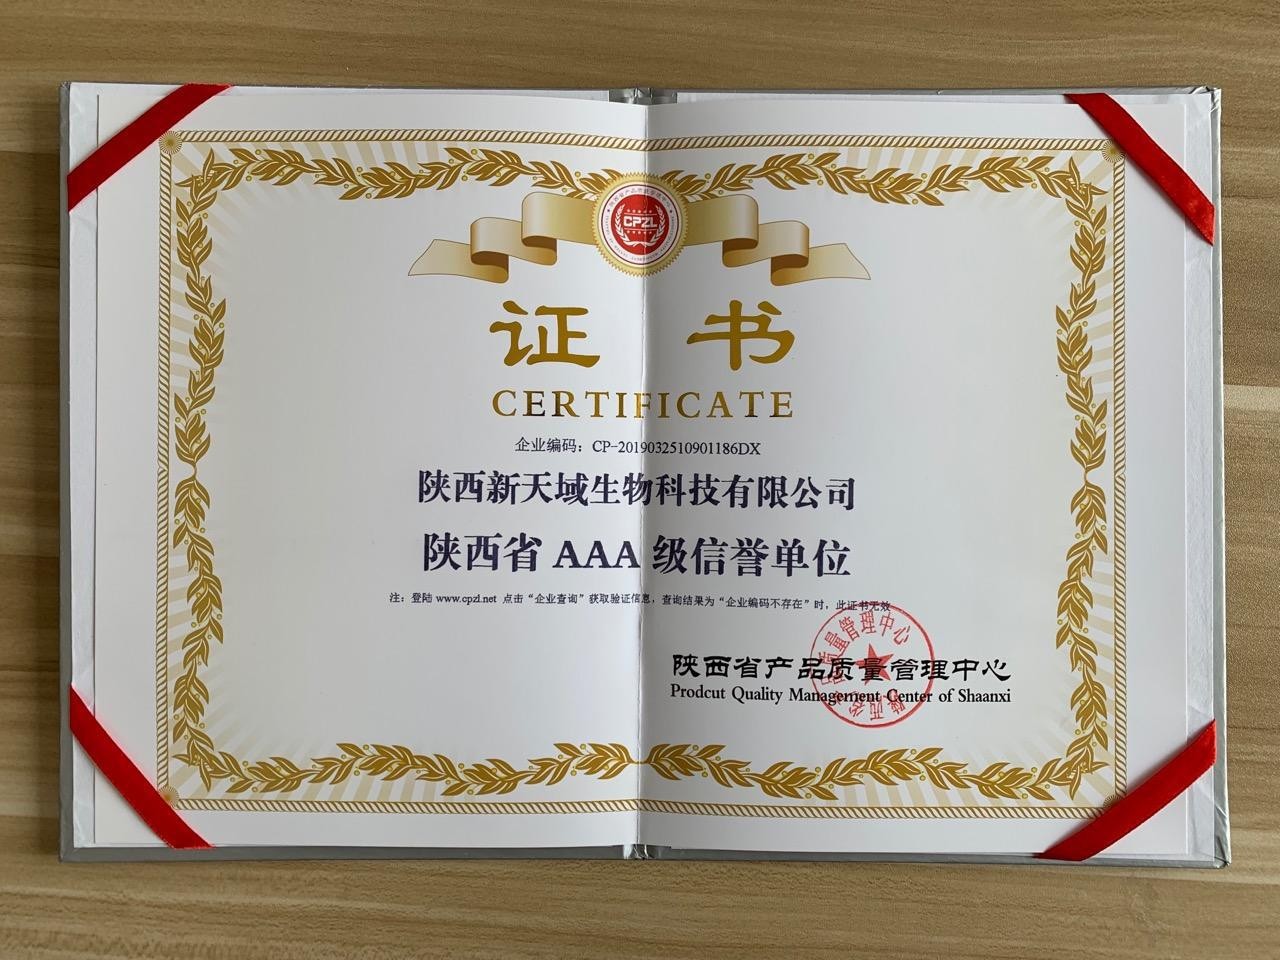 CPZL
证 书
CERTIFICATE
企业编码：CP-2019032510901186DX
陕西新天域生物科技有限公司
陕西省 AAA 级信誉单位
注：登陆 www.cpzl.net 点击“企业查询”获取验证信息，查询结果为“企业编码不存在”时，此证书无效
陕西省产品质量管理中心
Prodcut Quality Management Center of Shaanxi